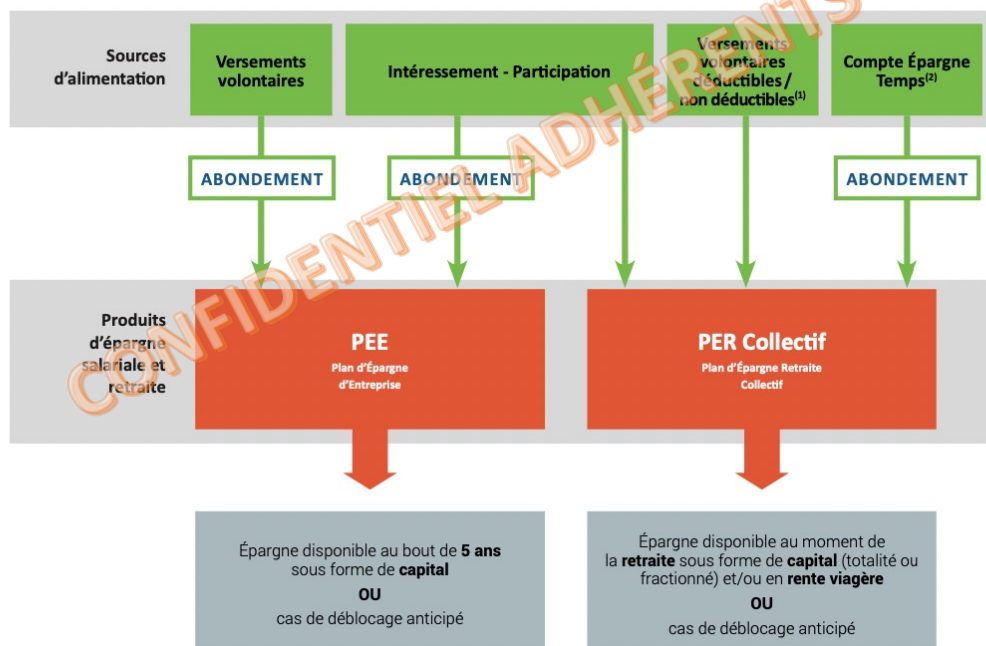 Sources
d'alimentation
Versements
volontaires
Intéressement - Participation
Versements
volontaires
déductibles /
non déductibles(1)
Compte Épargne
Temps(2)
ABONDEMENT
ABONDEMENT
ABONDEMENT
CONFIDENTIEL ADHÉRENTS
Produits
d'épargne
salariale et
retraite
PEE
Plan d'Épargne
d'Entreprise
PER Collectif
Plan d'Épargne Retraite
Collectif
Épargne disponible au bout de 5 ans
sous forme de capital
OU
cas de déblocage anticipé
Épargne disponible au moment de
la retraite sous forme de capital (totalité ou
fractionné) et/ou en rente viagère
OU
cas de déblocage anticipé